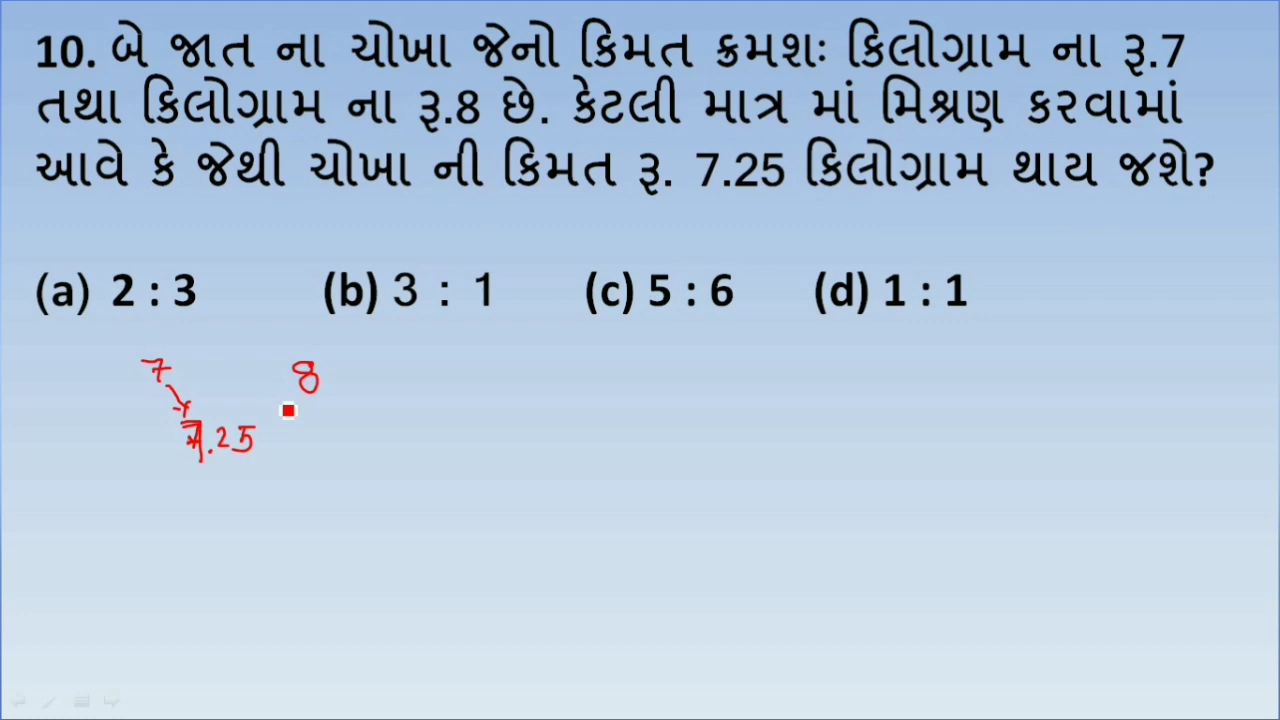 10. બે જાત ના ચોખા જેનો કિમત ક્રમશઃ કિલોગ્રામ ના રૂ.7
તથા કિલોગ્રામ ના રૂ.8 છે. કેટલી માત્ર માં મિશ્રણ કરવામાં
આવે કે જેથી ચોખા ની કિમત રૂ. 7.25 કિલોગ્રામ થાય જશે?
(a) 2 : 3 (b) 3 : 1 (c) 5 : 6 (d) 1 : 1
7 8
7.25